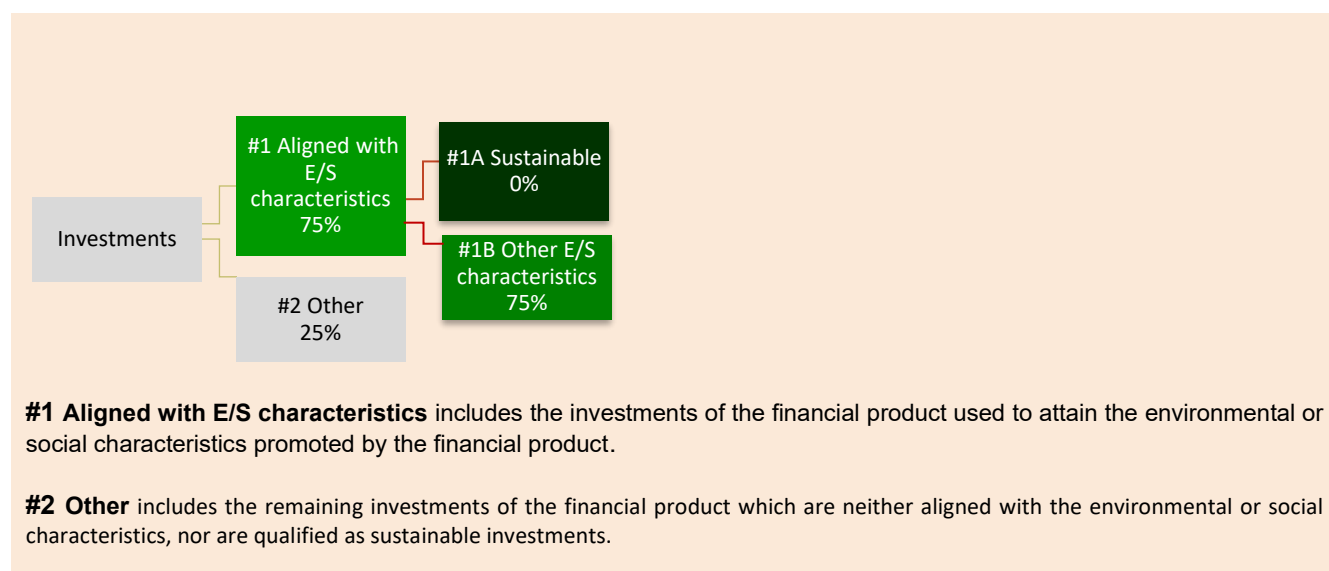 #1 Aligned with
E/S
characteristics
75%
#1A Sustainable
0%
Investments
#1B Other E/S
characteristics
75%
#2 Other
25%
#1 Aligned with E/S characteristics includes the investments of the financial product used to attain the environmental or
social characteristics promoted by the financial product.
#2 Other includes the remaining investments of the financial product which are neither aligned with the environmental or social
characteristics, nor are qualified as sustainable investments.